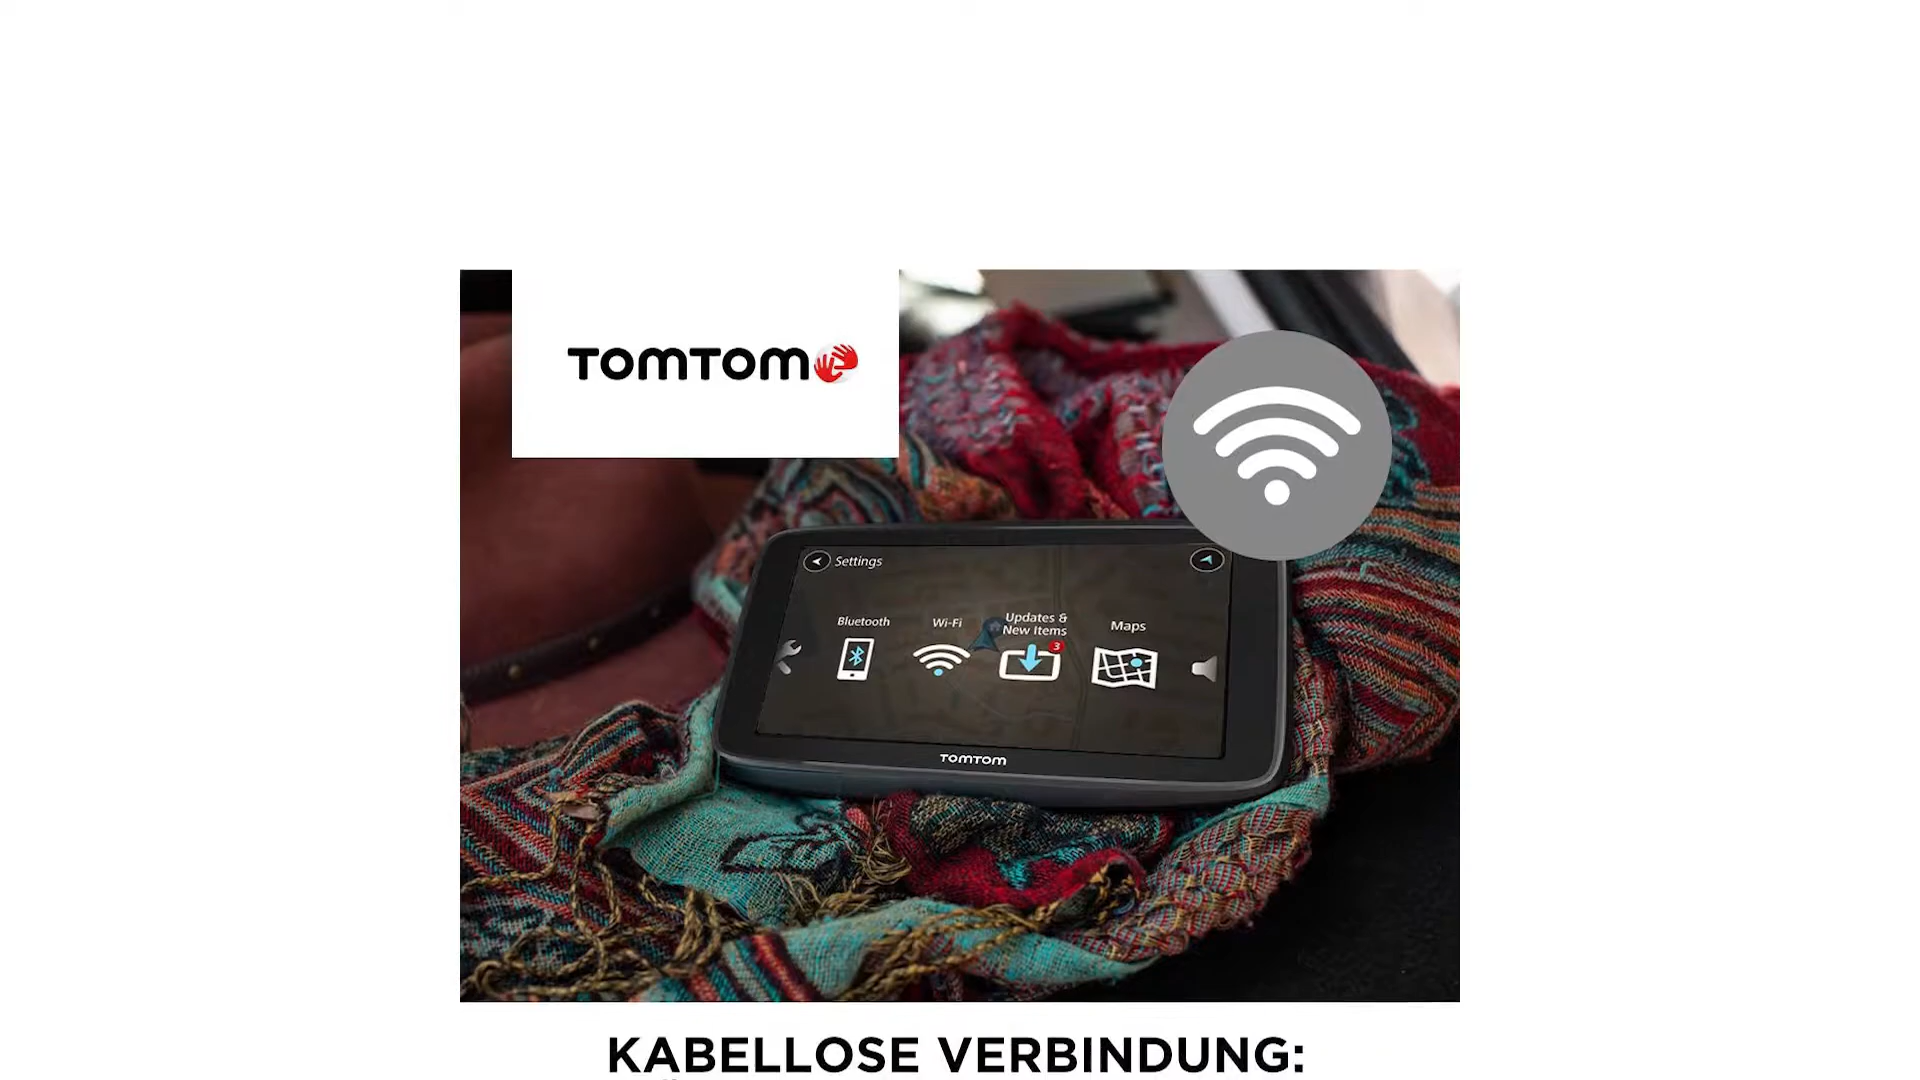 TOMTOM
Settings
Bluetooth
Wi-Fi
Updates &
New Items
3
Maps
TOMTOM
KABELLOSE VERBINDUNG: